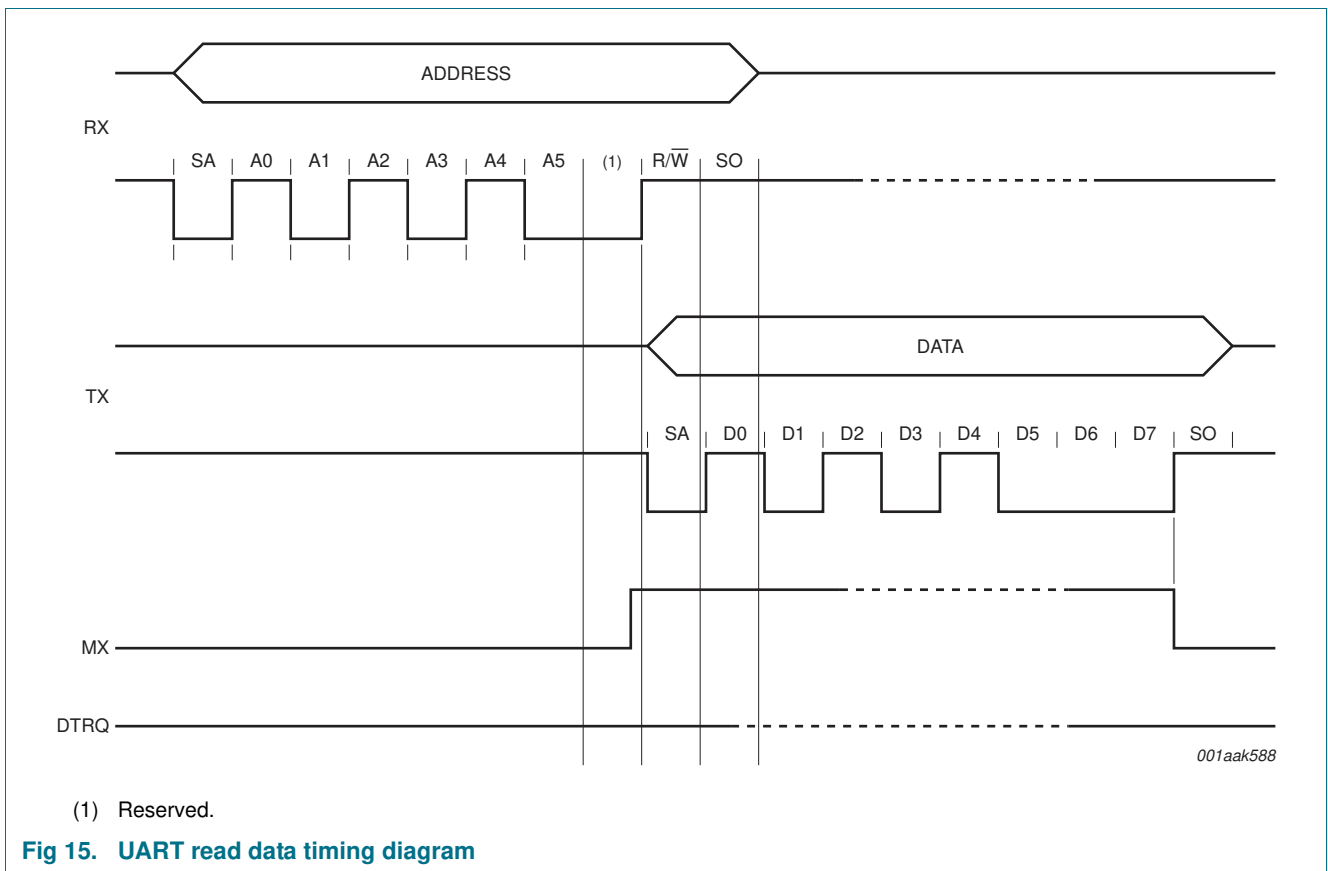 ADDRESS
RX
SA A0 A1 A2 A3 A4 A5 (1) R/W̅ SO
DATA
TX
SA D0 D1 D2 D3 D4 D5 D6 D7 SO
MX
DTRQ
001aak588
(1) Reserved.
Fig 15. UART read data timing diagram